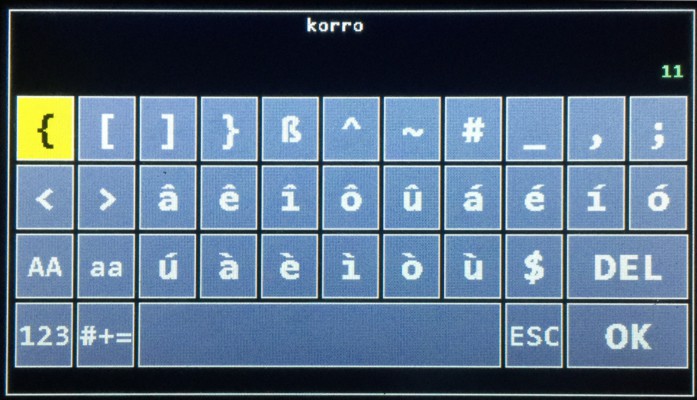 korro
11
{ [ ] } ß ^ ~ # _ , ;
< > â ê î ô û á é í ó
AA aa ú à è ì ò ù $ DEL
123 #+= ESC OK